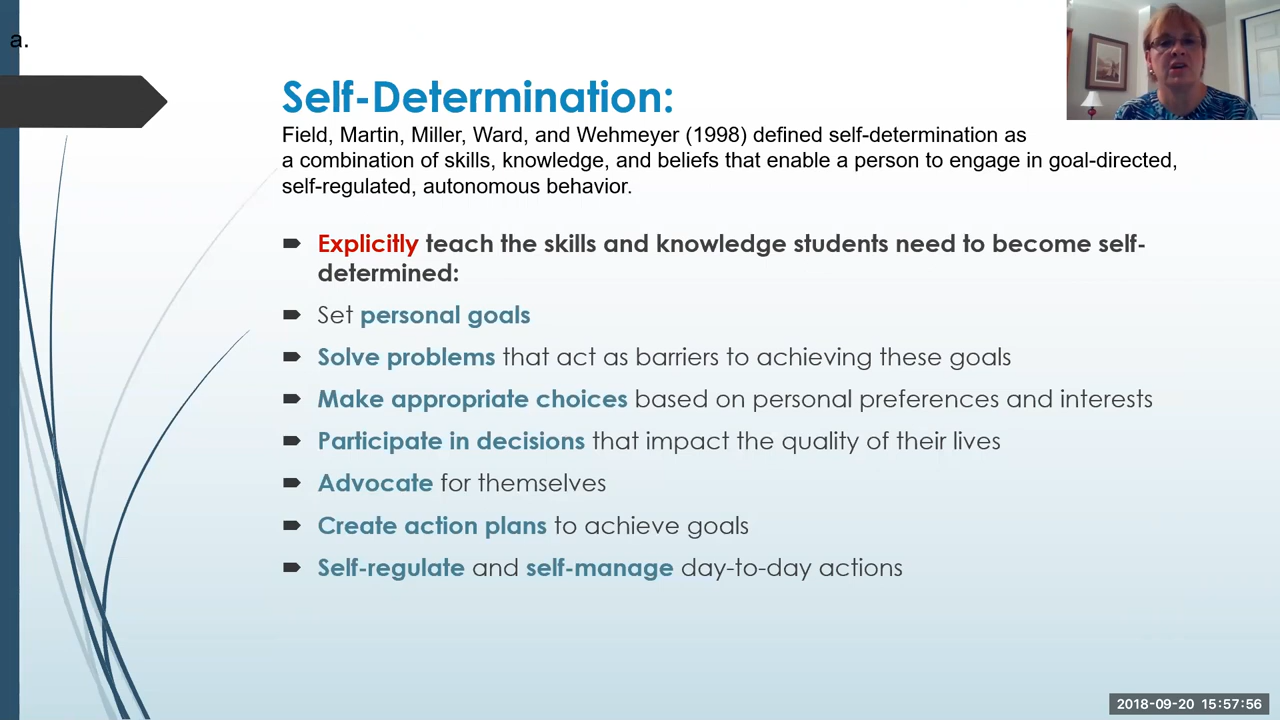 a.
Self-Determination:
Field, Martin, Miller, Ward, and Wehmeyer (1998) defined self-determination as
a combination of skills, knowledge, and beliefs that enable a person to engage in goal-directed,
self-regulated, autonomous behavior.
Explicitly teach the skills and knowledge students need to become self-
determined:
Set personal goals
Solve problems that act as barriers to achieving these goals
Make appropriate choices based on personal preferences and interests
Participate in decisions that impact the quality of their lives
Advocate for themselves
Create action plans to achieve goals
Self-regulate and self-manage day-to-day actions
2018-09-20 15:57:56